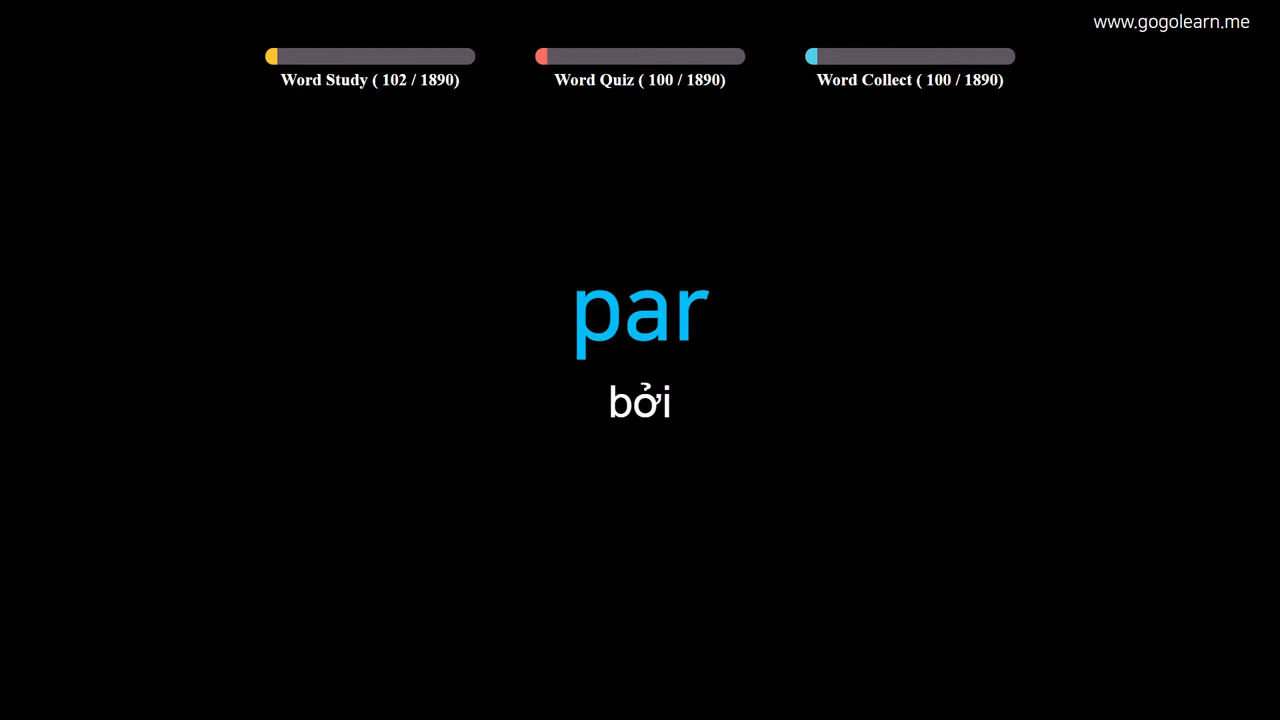 www.gogolearn.me
Word Study ( 102 / 1890)
Word Quiz ( 100 / 1890)
Word Collect ( 100 / 1890)
par
bởi